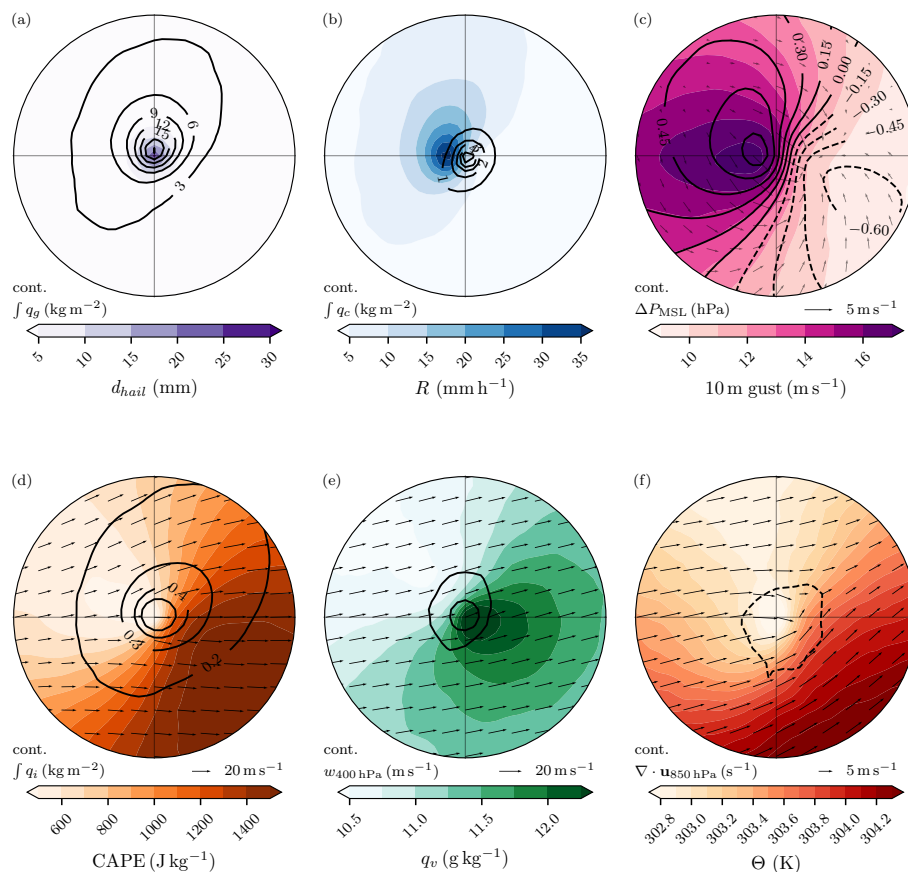 (a) (b) (c)
9 12 15 6 3
1 2
0.30 0.15 0.00 −0.15 −0.30 −0.45 0.45 −0.60
cont. cont. cont.
∫ q_g (kg m⁻²) ∫ q_c (kg m⁻²) ΔP_MSL (hPa) 5 m s⁻¹
5 10 15 20 25 30 5 10 15 20 25 30 35 10 12 14 16
d_hail (mm) R (mm h⁻¹) 10 m gust (m s⁻¹)
(d) (e) (f)
0.4 0.3 0.2
cont. cont. cont.
∫ q_i (kg m⁻²) 20 m s⁻¹ w_400 hPa (m s⁻¹) 20 m s⁻¹ ∇ · u_850 hPa (s⁻¹) 5 m s⁻¹
600 800 1000 1200 1400 10.5 11.0 11.5 12.0 302.8 303.0 303.2 303.4 303.6 303.8 304.0 304.2
CAPE (J kg⁻¹) q_v (g kg⁻¹) Θ (K)